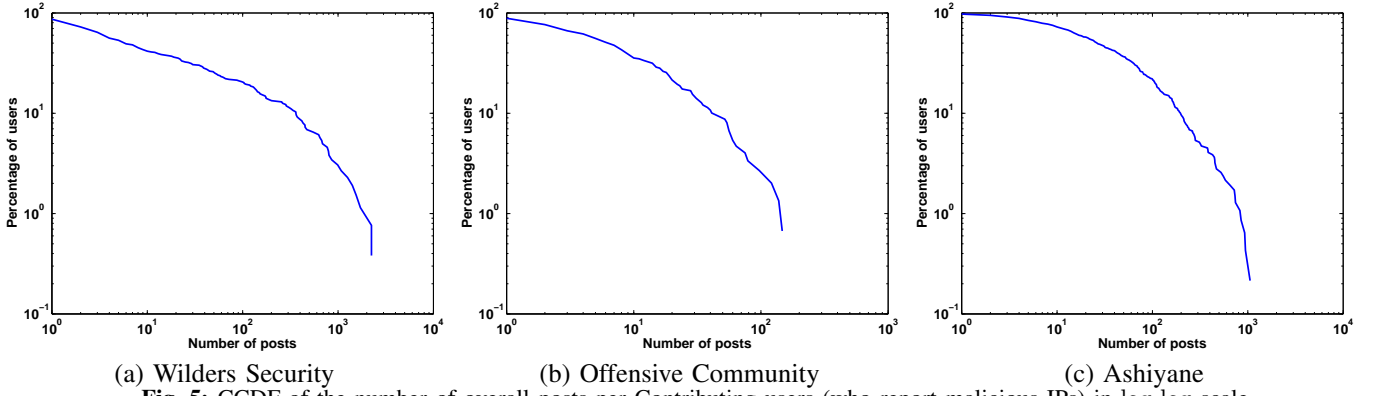 10^2
10^1
10^0
10^−1
Percentage of users
10^0 10^1 10^2 10^3 10^4
Number of posts
(a) Wilders Security
10^2
10^1
10^0
10^−1
Percentage of users
10^0 10^1 10^2 10^3
Number of posts
(b) Offensive Community
10^2
10^1
10^0
10^−1
Percentage of users
10^0 10^1 10^2 10^3 10^4
Number of posts
(c) Ashiyane
Fig. 5: CCDF of the number of overall posts per Contributing users (who report malicious IPs) in log-log scale